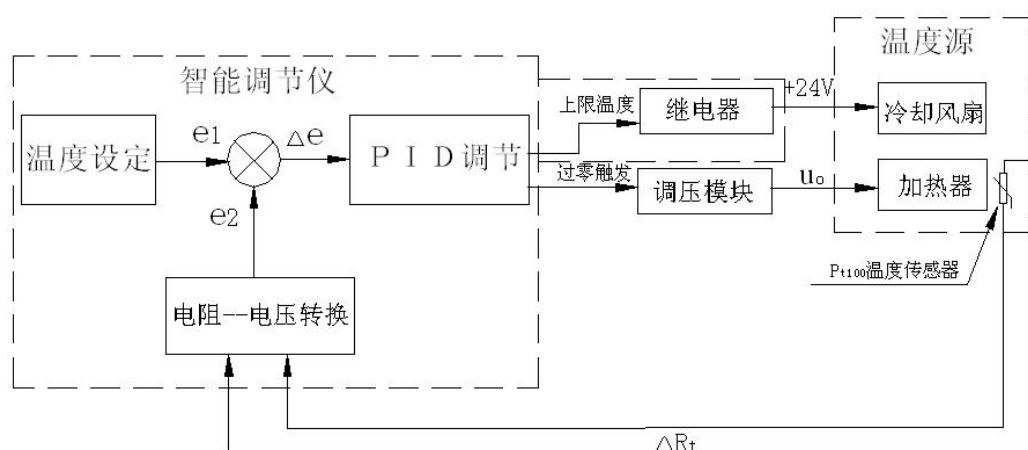 温度源
智能调节仪
+24V
上限温度
继电器
冷却风扇
温度设定
e1
△e
PID调节
过零触发
调压模块
uo
加热器
e2
Pt100温度传感器
电阻--电压转换
△Rt